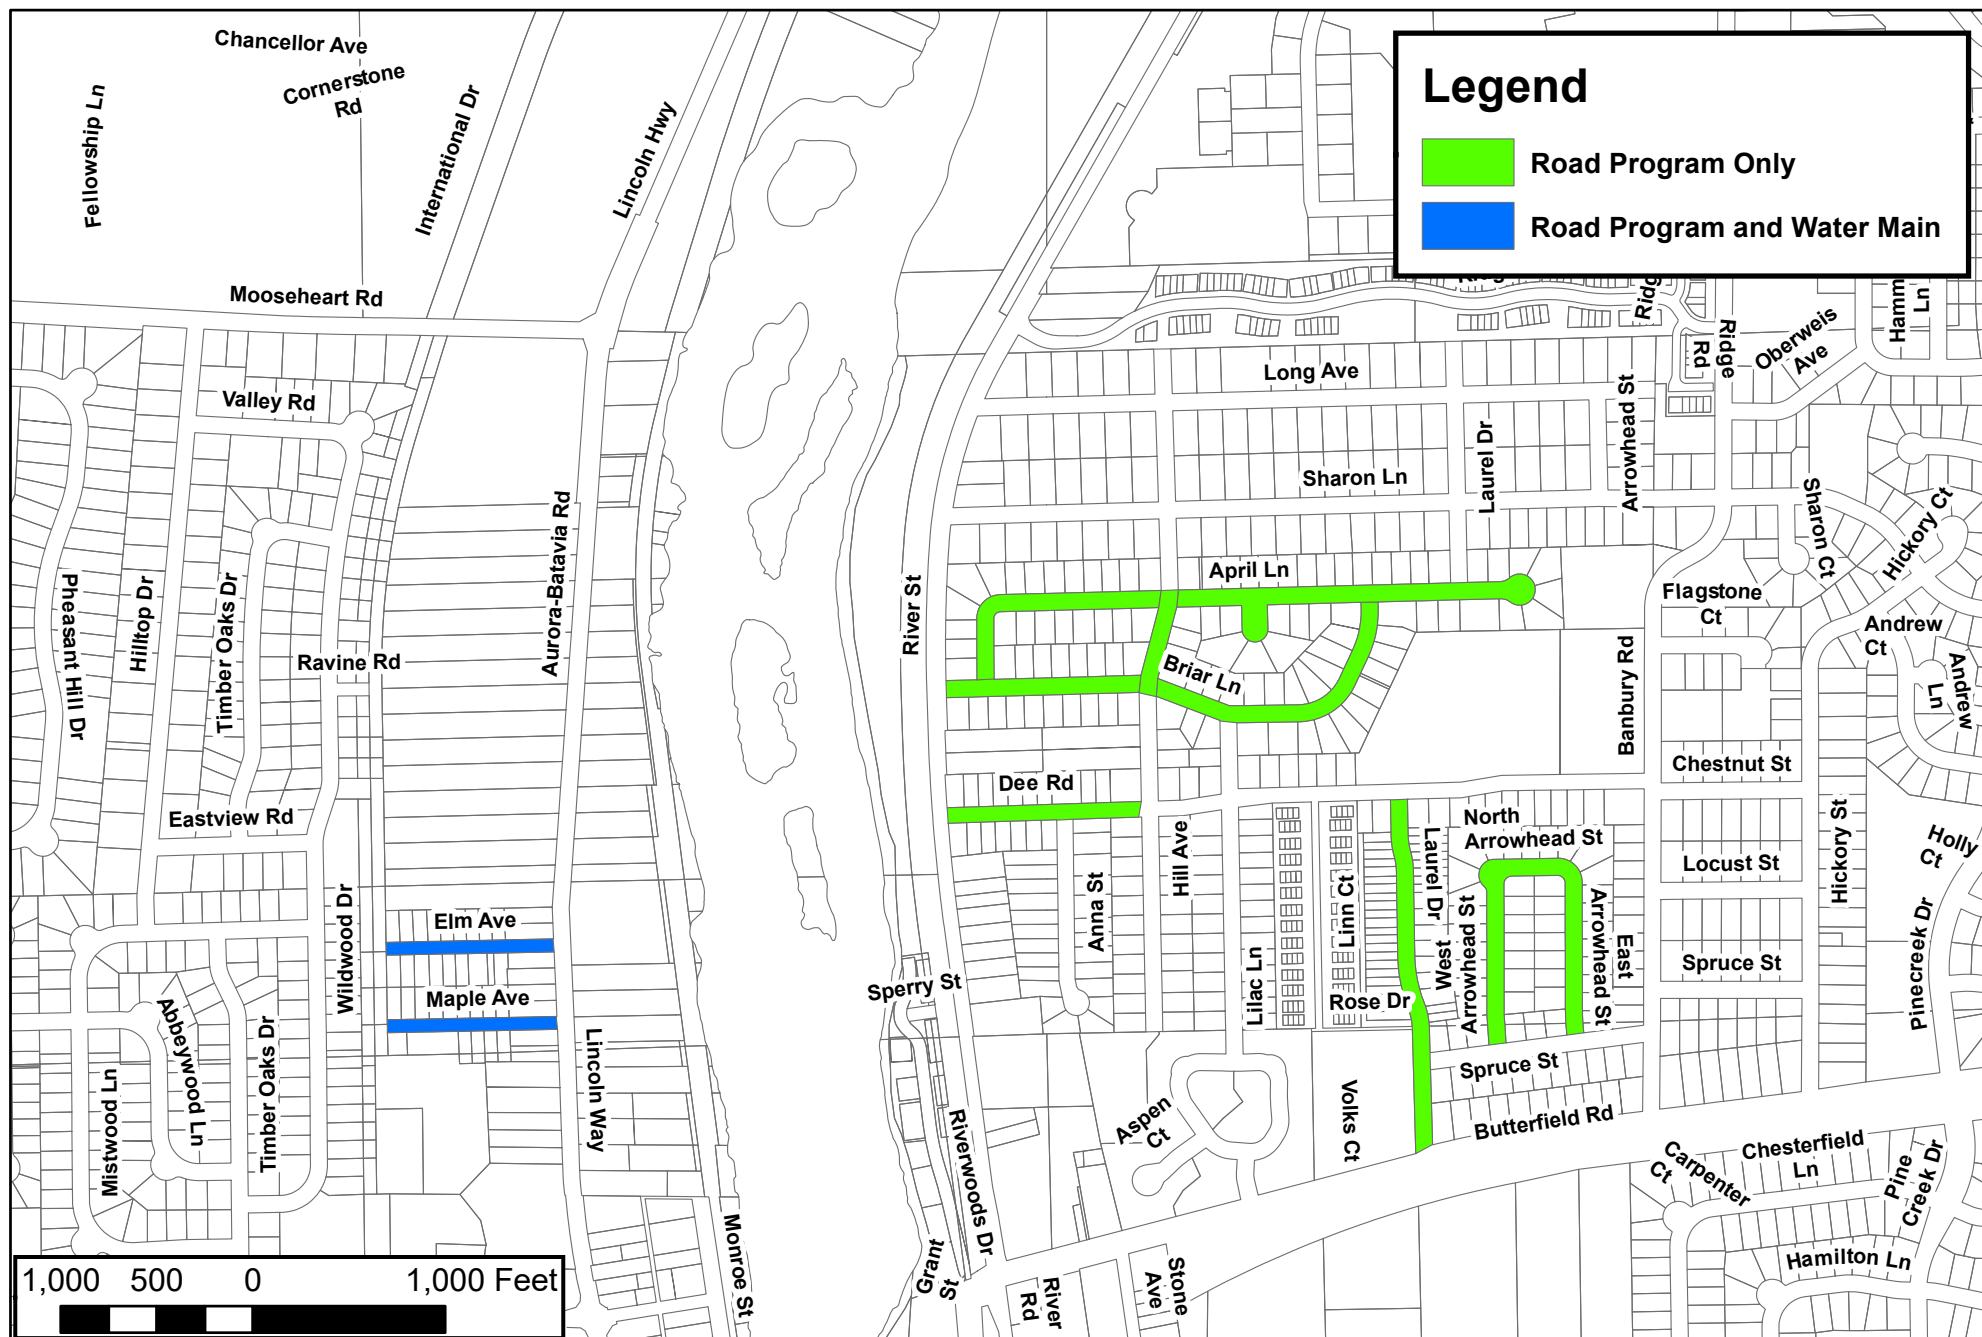 Chancellor Ave
Cornerstone
Rd
Fellowship Ln
International Dr
Lincoln Hwy
Legend
Road Program Only
Road Program and Water Main
Mooseheart Rd
Ridge
Rd
Oberweis
Ave
Ln
Long Ave
Valley Rd
Arrowhead St
Laurel Dr
Sharon Ln
Sharon Ct
Hickory Ct
Aurora-Batavia Rd
River St
April Ln
Flagstone
Ct
Andrew
Ct
Andrew
Ln
Pheasant Hill Dr
Hilltop Dr
Timber Oaks Dr
Ravine Rd
Briar Ln
Banbury Rd
Chestnut St
Dee Rd
Eastview Rd
North
Arrowhead St
Laurel Dr
Locust St
Hickory St
Holly
Ct
Hill Ave
Anna St
Linn Ct
Wildwood Dr
Elm Ave
West
Arrowhead St
East
Arrowhead St
Spruce St
Pinecreek Dr
Sperry St
Lilac Ln
Rose Dr
Maple Ave
Abbeywood Ln
Timber Oaks Dr
Mistwood Ln
Lincoln Way
Spruce St
Butterfield Rd
Volks Ct
Aspen
Ct
Riverwoods Dr
Carpenter
Ct
Chesterfield
Ln
Pine
Creek Dr
Hamilton Ln
Monroe St
Grant
St
River
Rd
Stone
Ave
1,000 500 0 1,000 Feet